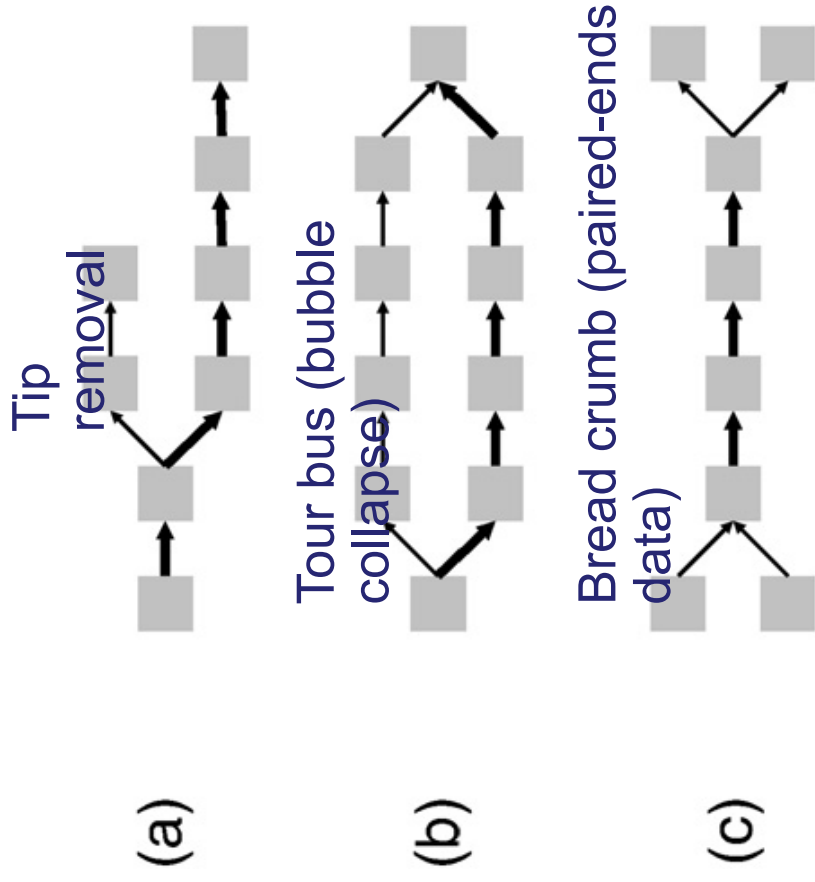 Tip
removal
(a)
Tour bus (bubble
collapse)
(b)
Bread crumb (paired-ends
data)
(c)